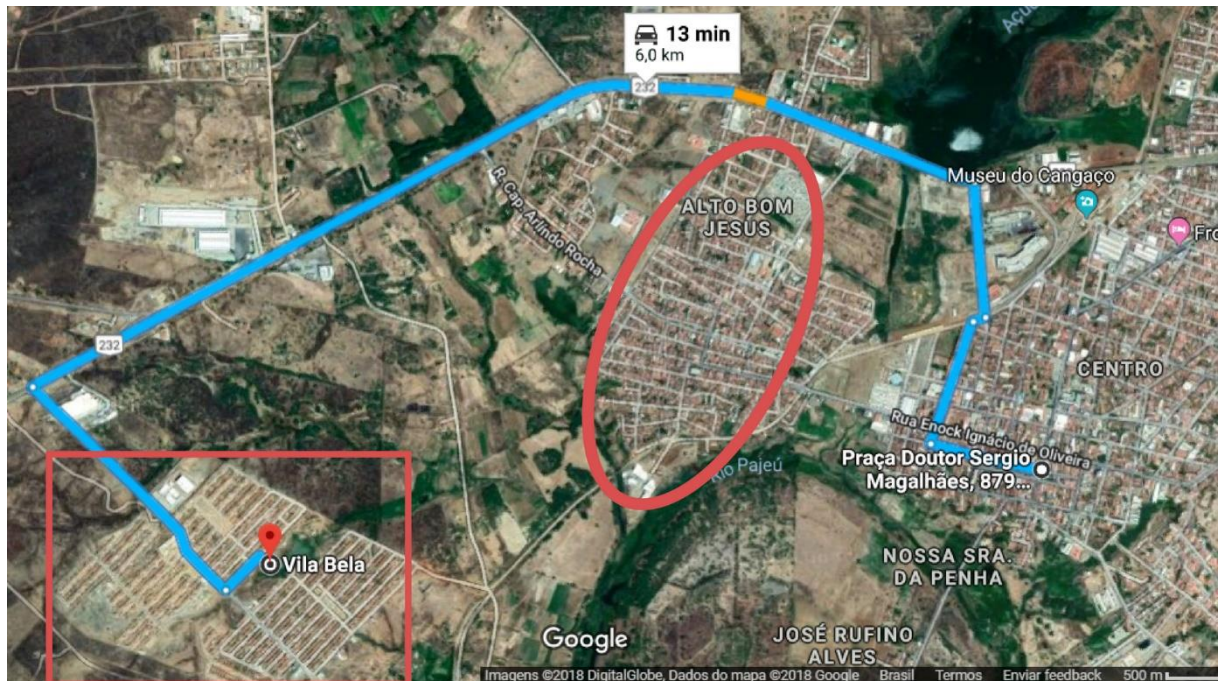 13 min
6,0 km
232
Museu do Cangaço
ALTO BOM
JESÚS
R. Cap. Arlindo Rocha
232
CENTRO
Rua Enock Ignácio de Oliveira
Praça Doutor Sergio
Magalhães, 879...
Rio Pajeú
Vila Bela
NOSSA SRA.
DA PENHA
JOSÉ RUFINO
ALVES
Google
Imagens ©2018 DigitalGlobe, Dados do mapa ©2018 Google Brasil Termos Enviar feedback 500 m